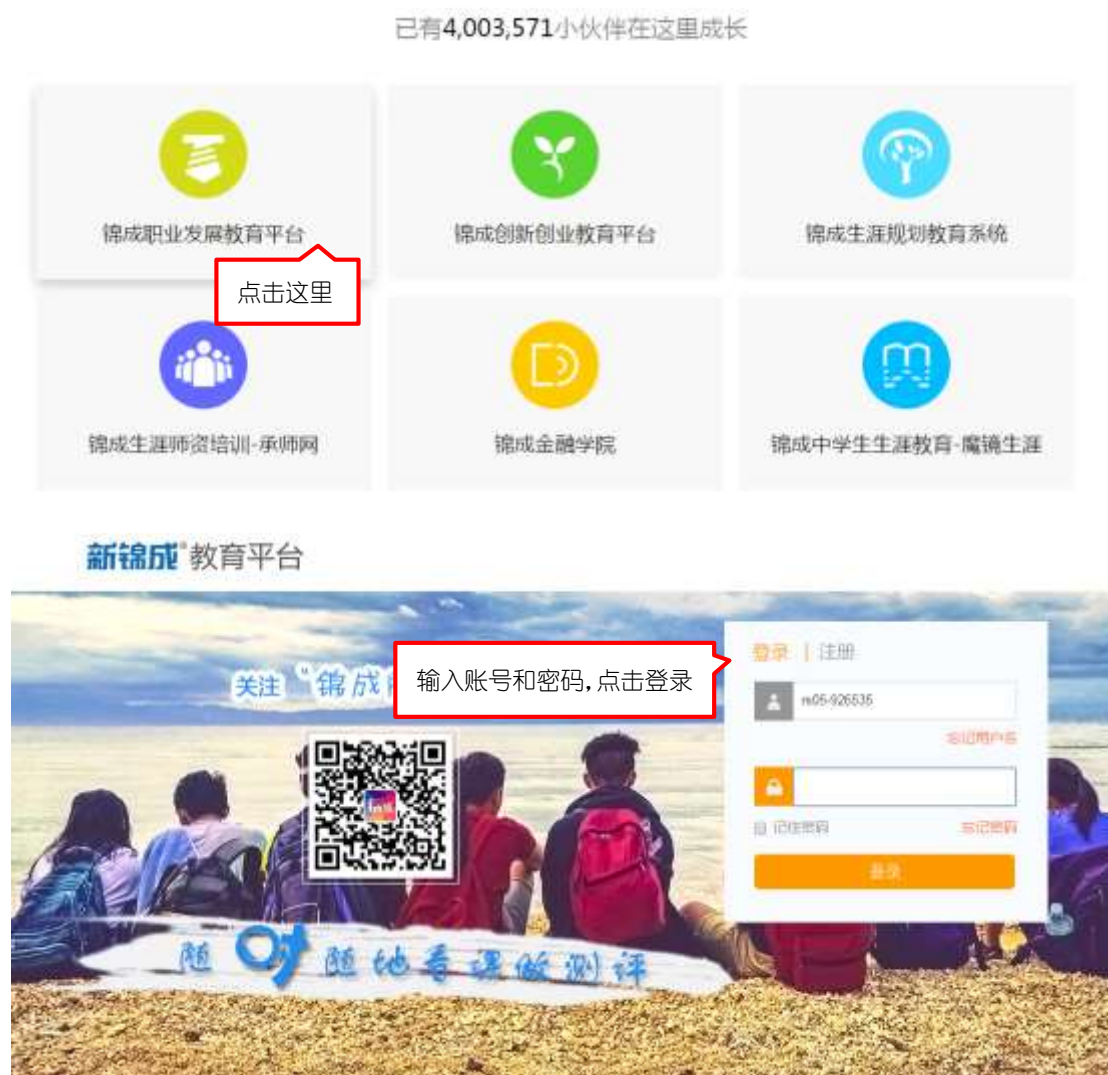 已有4,003,571小伙伴在这里成长
锦成职业发展教育平台
锦成创新创业教育平台
锦成生涯规划教育系统
点击这里
锦成生涯师资培训-承师网
锦成金融学院
锦成中学生生涯教育-魔镜生涯
新锦成®教育平台
登录 | 注册
关注“锦成
输入账号和密码,点击登录
m05-926535
忘记用户名
记住密码
忘记密码
登录
随时随地看课做测评